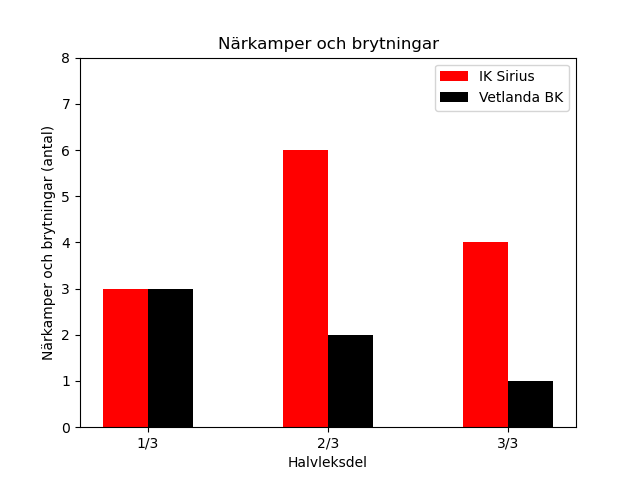 Närkamper och brytningar
IK Sirius
Vetlanda BK
Närkamper och brytningar (antal)
8
7
6
5
4
3
2
1
0
1/3
2/3
3/3
Halvleksdel